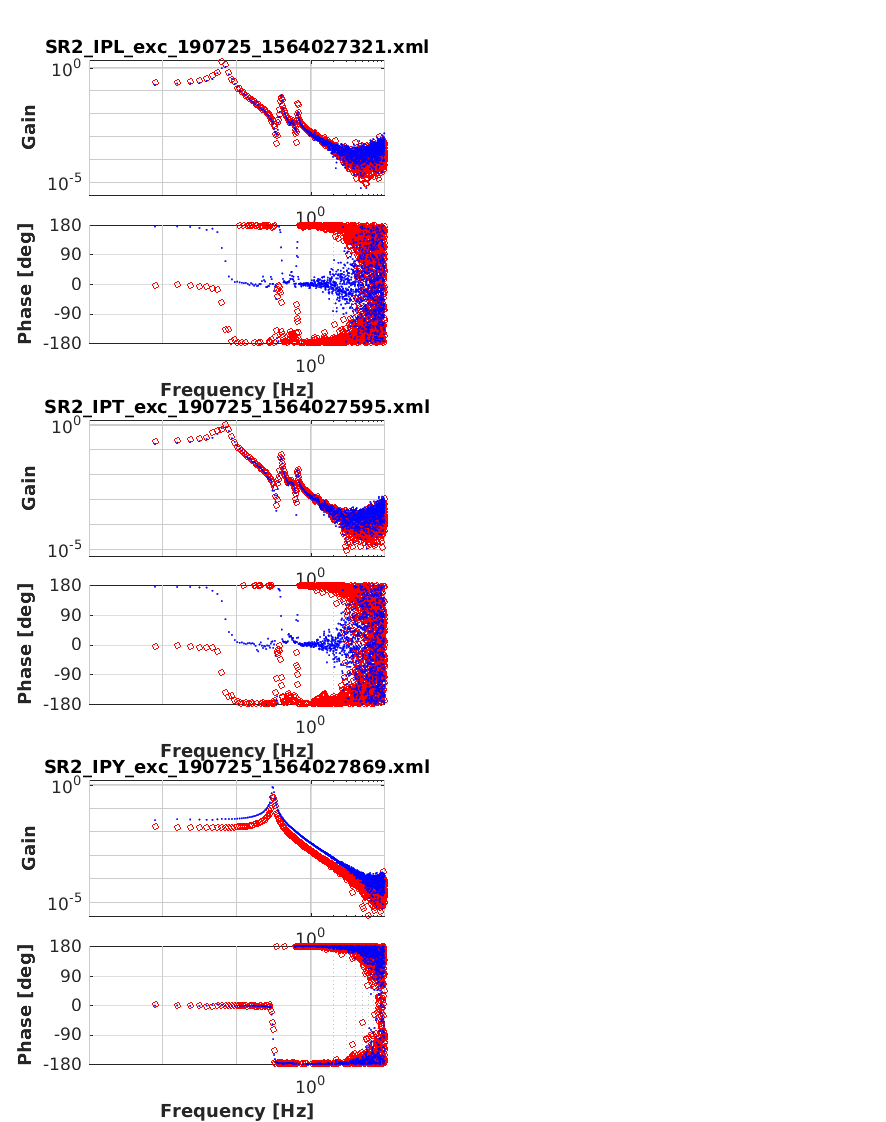 SR2_IPL_exc_190725_1564027321.xml
10^0
Gain
10^-5
10^0
180
90
0
-90
-180
Phase [deg]
10^0
Frequency [Hz]
SR2_IPT_exc_190725_1564027595.xml
10^0
Gain
10^-5
10^0
180
90
0
-90
-180
Phase [deg]
10^0
Frequency [Hz]
SR2_IPY_exc_190725_1564027869.xml
10^0
Gain
10^-5
10^0
180
90
0
-90
-180
Phase [deg]
10^0
Frequency [Hz]